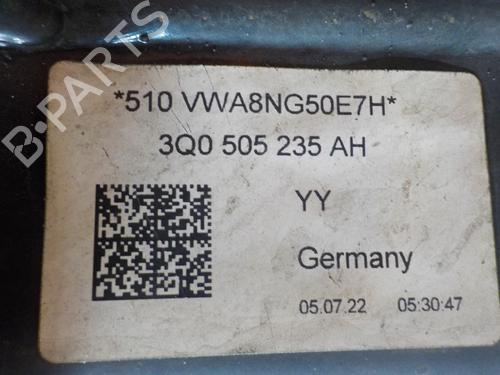 *510 VWA8NG50E7H*
3Q0 505 235 AH
YY
Germany
05.07.22 05:30:47
B-PARTS